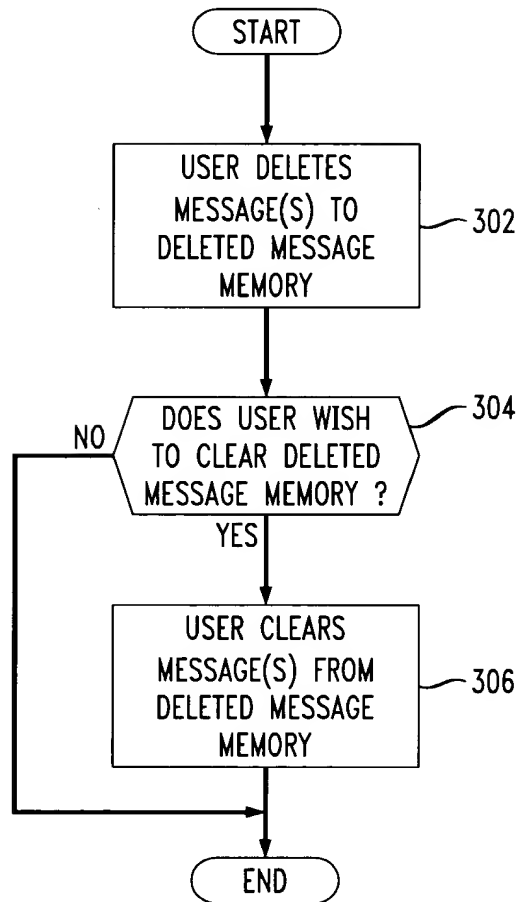 START
USER DELETES
MESSAGE(S) TO
DELETED MESSAGE
MEMORY
302
DOES USER WISH
TO CLEAR DELETED
MESSAGE MEMORY ?
304
NO
YES
USER CLEARS
MESSAGE(S) FROM
DELETED MESSAGE
MEMORY
306
END